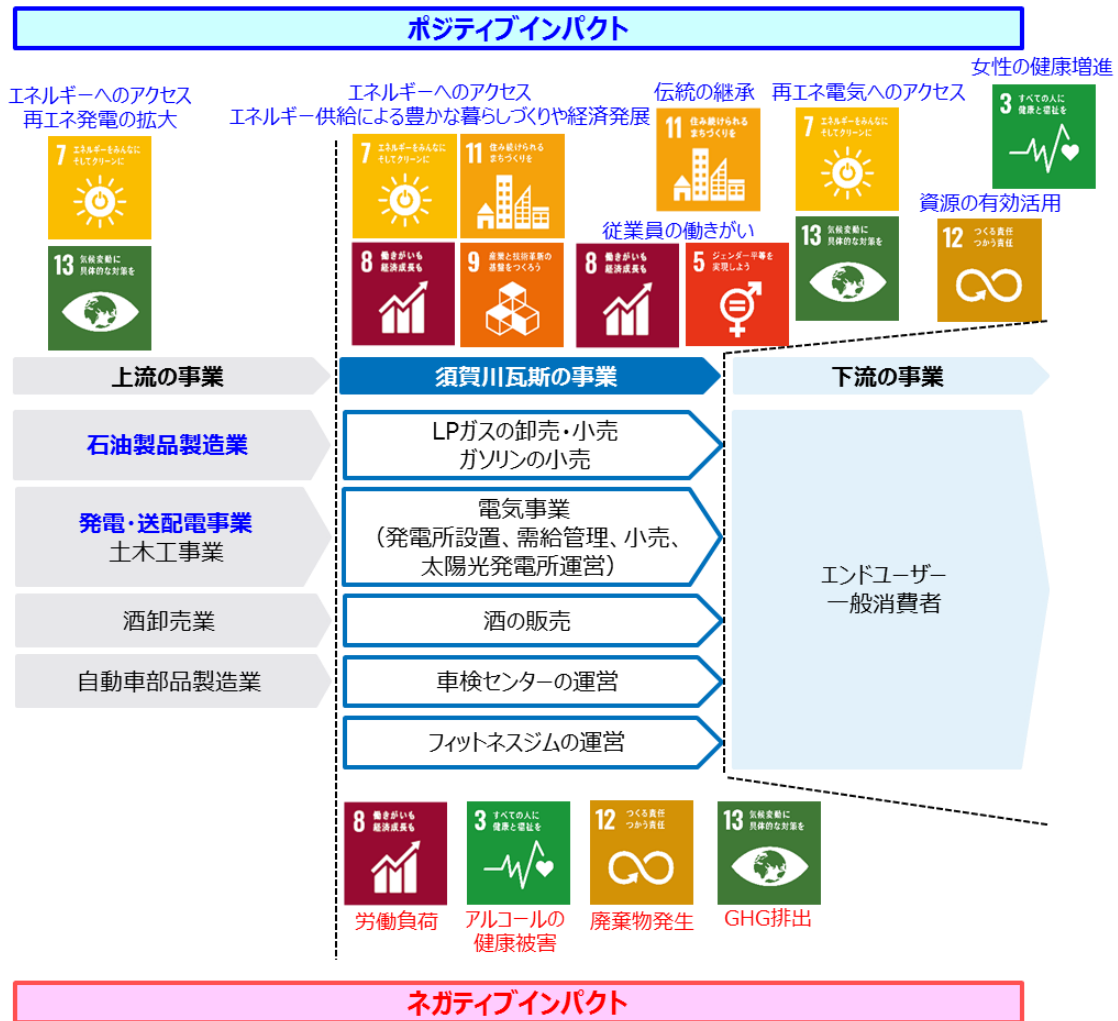 ポジティブインパクト
女性の健康増進
エネルギーへのアクセス
再エネ発電の拡大
エネルギーへのアクセス
エネルギー供給による豊かな暮らしづくりや経済発展
伝統の継承
再エネ電気へのアクセス
3 すべての人に
健康と福祉を
7 エネルギーをみんなに
そしてクリーンに
7 エネルギーをみんなに
そしてクリーンに
11 住み続けられる
まちづくりを
11 住み続けられる
まちづくりを
7 エネルギーをみんなに
そしてクリーンに
資源の有効活用
従業員の働きがい
13 気候変動に
具体的な対策を
8 働きがいも
経済成長も
9 産業と技術革新の
基盤をつくろう
8 働きがいも
経済成長も
5 ジェンダー平等を
実現しよう
13 気候変動に
具体的な対策を
12 つくる責任
つかう責任
上流の事業
須賀川瓦斯の事業
下流の事業
石油製品製造業
LPガスの卸売・小売
ガソリンの小売
発電・送配電事業
土木工事業
電気事業
(発電所設置、需給管理、小売、
太陽光発電所運営)
エンドユーザー
一般消費者
酒卸売業
酒の販売
自動車部品製造業
車検センターの運営
フィットネスジムの運営
8 働きがいも
経済成長も
3 すべての人に
健康と福祉を
12 つくる責任
つかう責任
13 気候変動に
具体的な対策を
労働負荷
アルコールの
健康被害
廃棄物発生
GHG排出
ネガティブインパクト